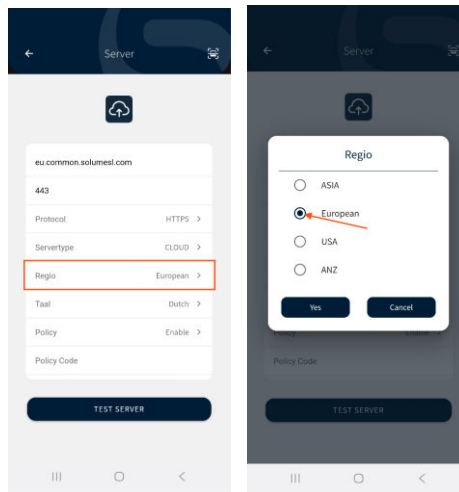 Server
eu.common.solumesl.com
443
Protocol HTTPS >
Servertype CLOUD >
Regio European >
Taal Dutch >
Policy Enable >
Policy Code
TEST SERVER
Server
Regio
ASIA
European
USA
ANZ
Yes Cancel
Policy Enable
Policy Code
TEST SERVER